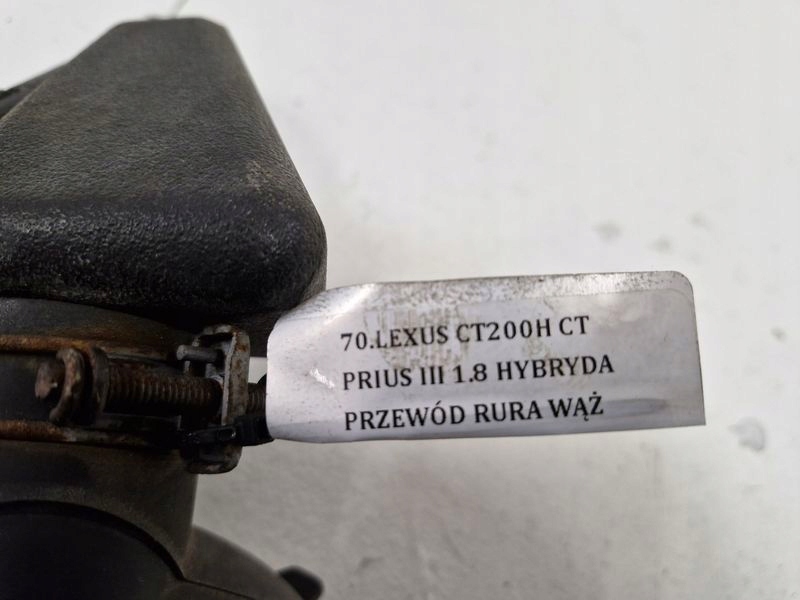 70.LEXUS CT200H CT
PRIUS III 1.8 HYBRYDA
PRZEWÓD RURA WĄŻ